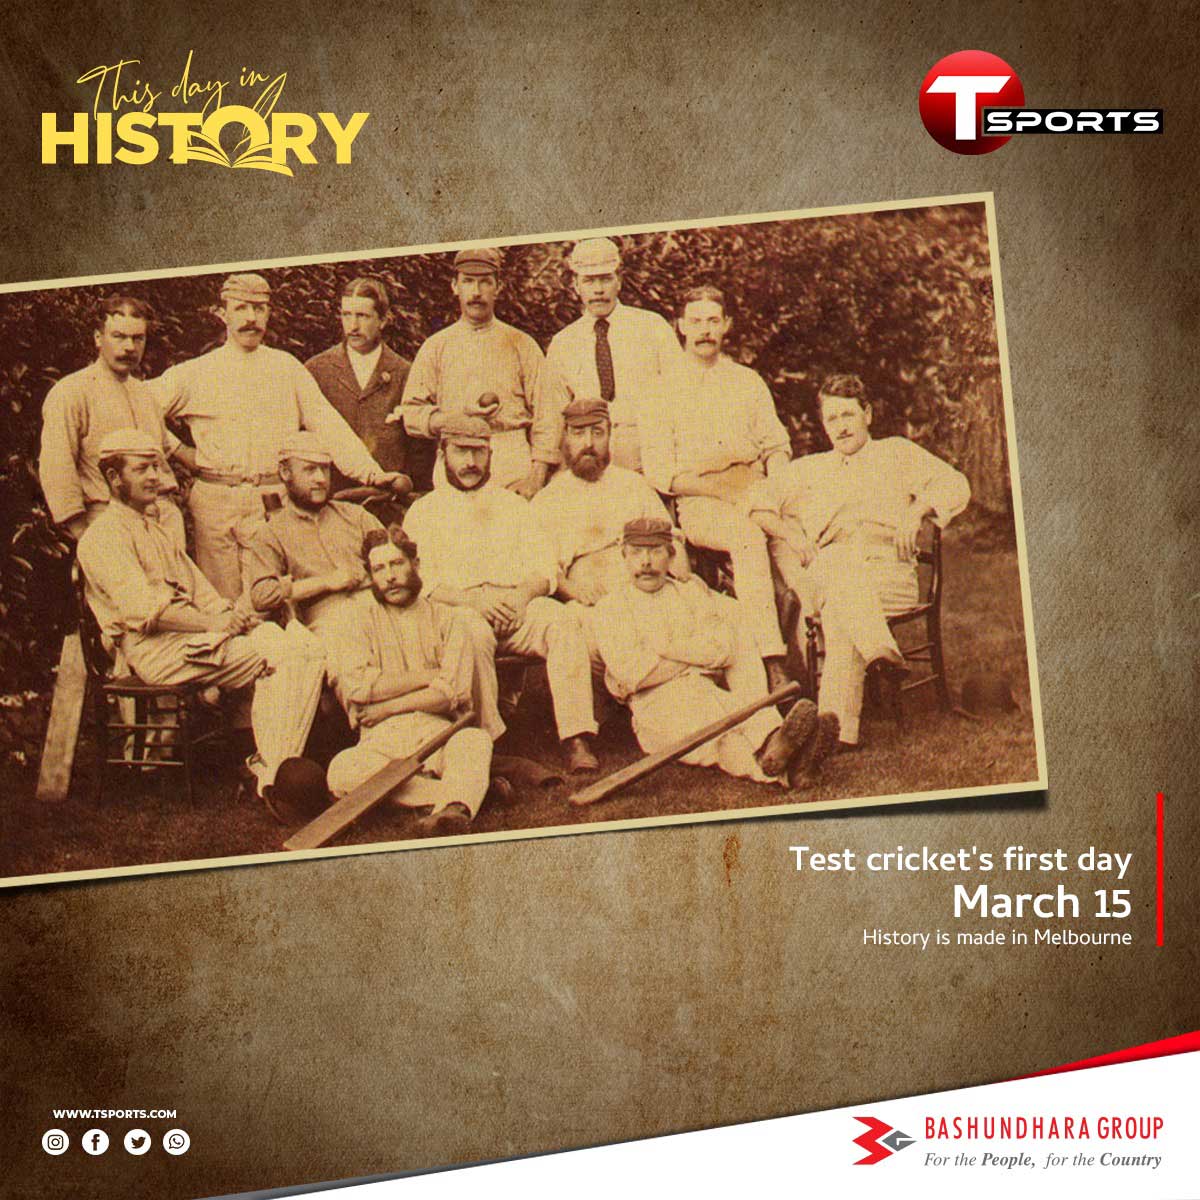 This day in
HISTORY
T SPORTS
Test cricket's first day
March 15
History is made in Melbourne
WWW.TSPORTS.COM
BASHUNDHARA GROUP
For the People, for the Country